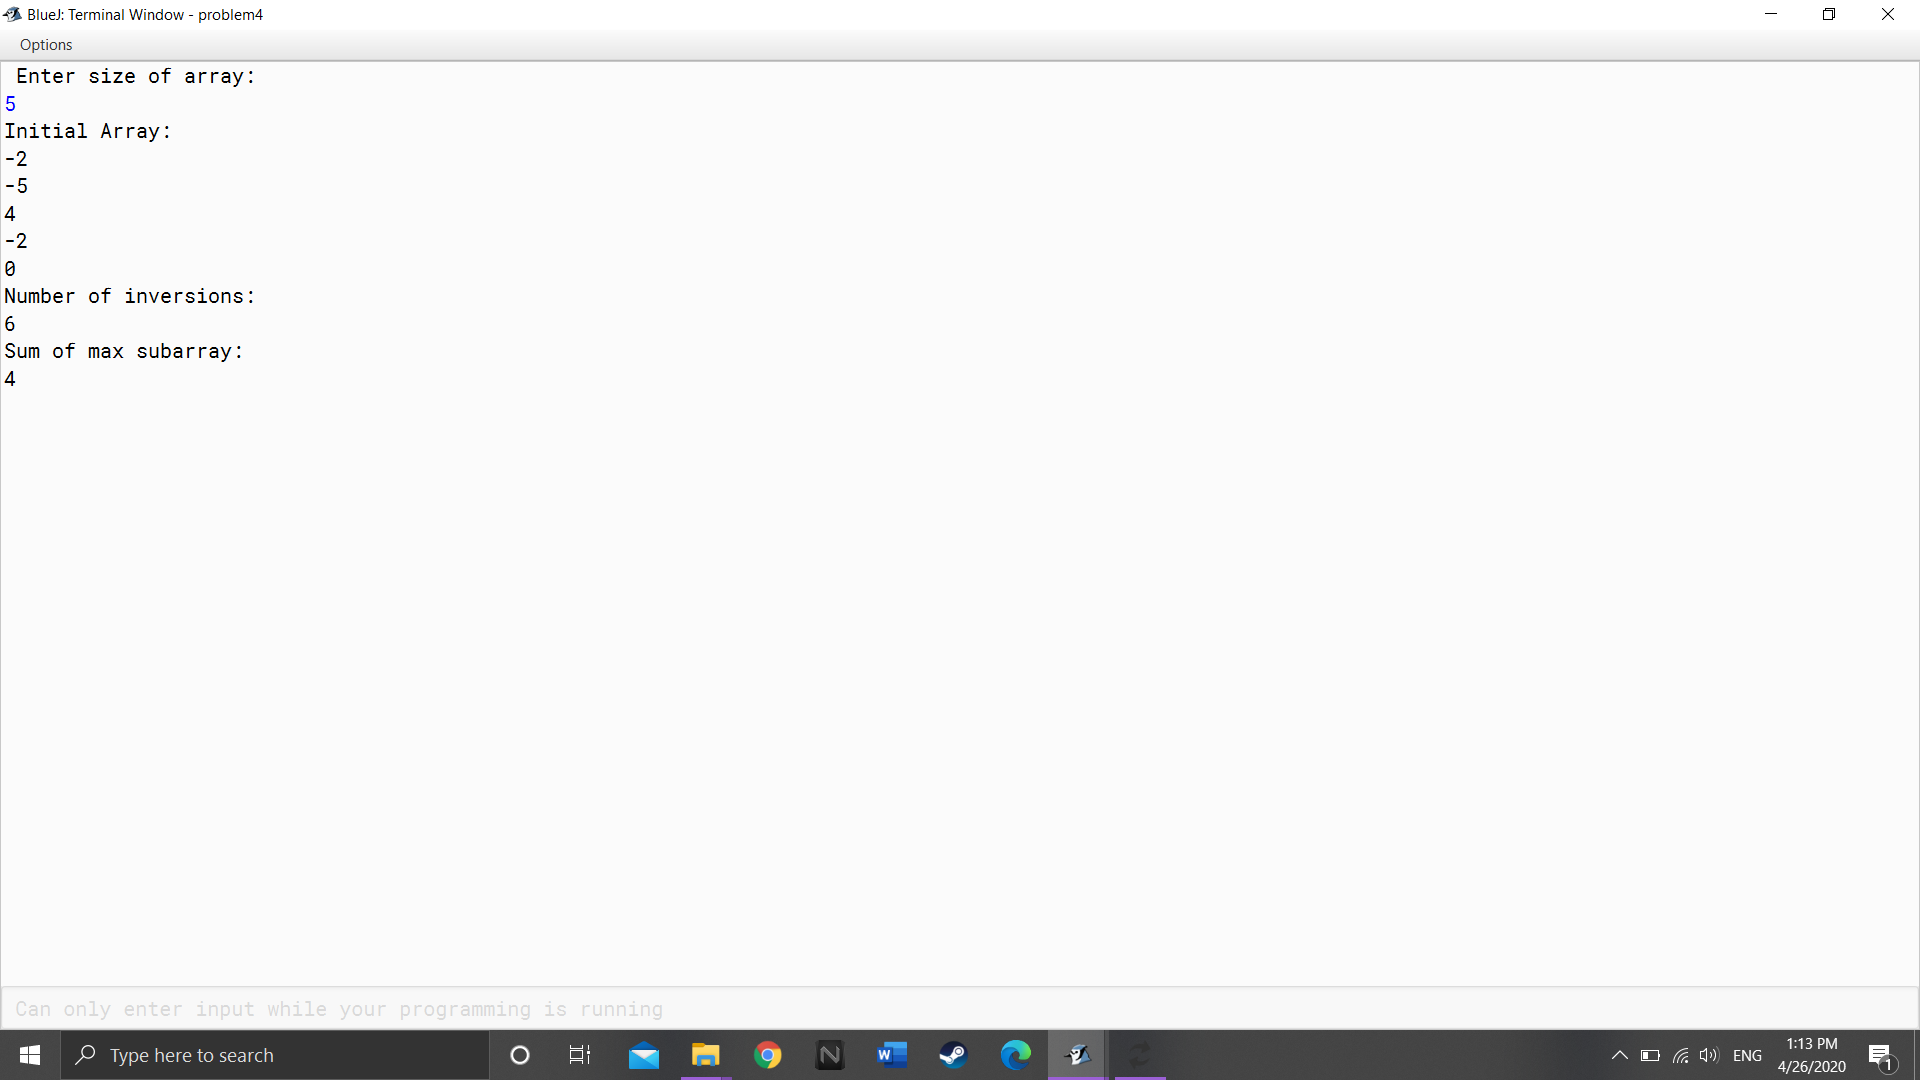 BlueJ: Terminal Window - problem4
Options
Enter size of array:
5
Initial Array:
-2
-5
4
-2
0
Number of inversions:
6
Sum of max subarray:
4
Can only enter input while your programming is running
Type here to search
N
W
ENG
1:13 PM
4/26/2020
1